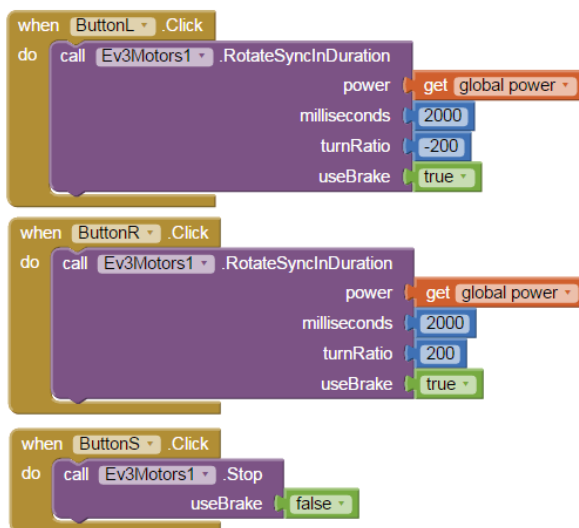 when ButtonL .Click
do call Ev3Motors1 .RotateSyncInDuration
power get global power
milliseconds 2000
turnRatio -200
useBrake true
when ButtonR .Click
do call Ev3Motors1 .RotateSyncInDuration
power get global power
milliseconds 2000
turnRatio 200
useBrake true
when ButtonS .Click
do call Ev3Motors1 .Stop
useBrake false